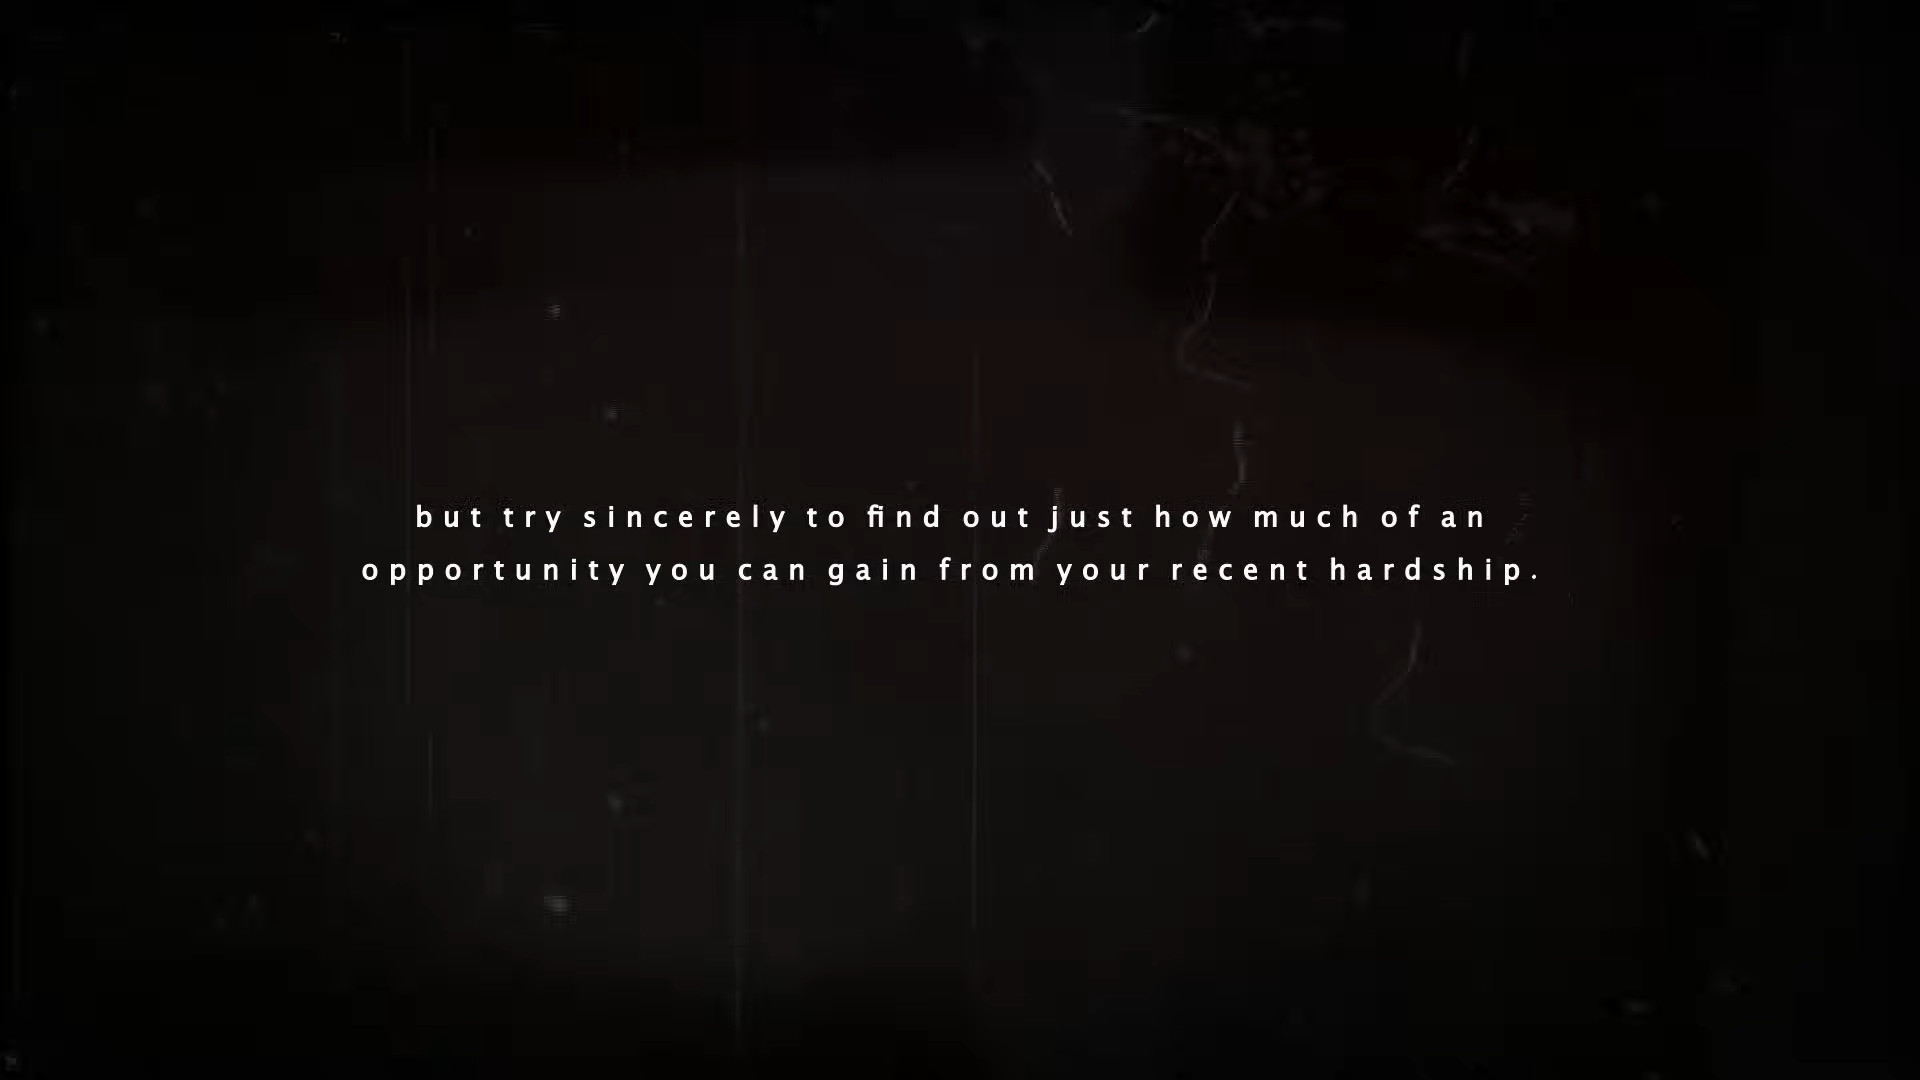 but try sincerely to find out just how much of an
opportunity you can gain from your recent hardship.